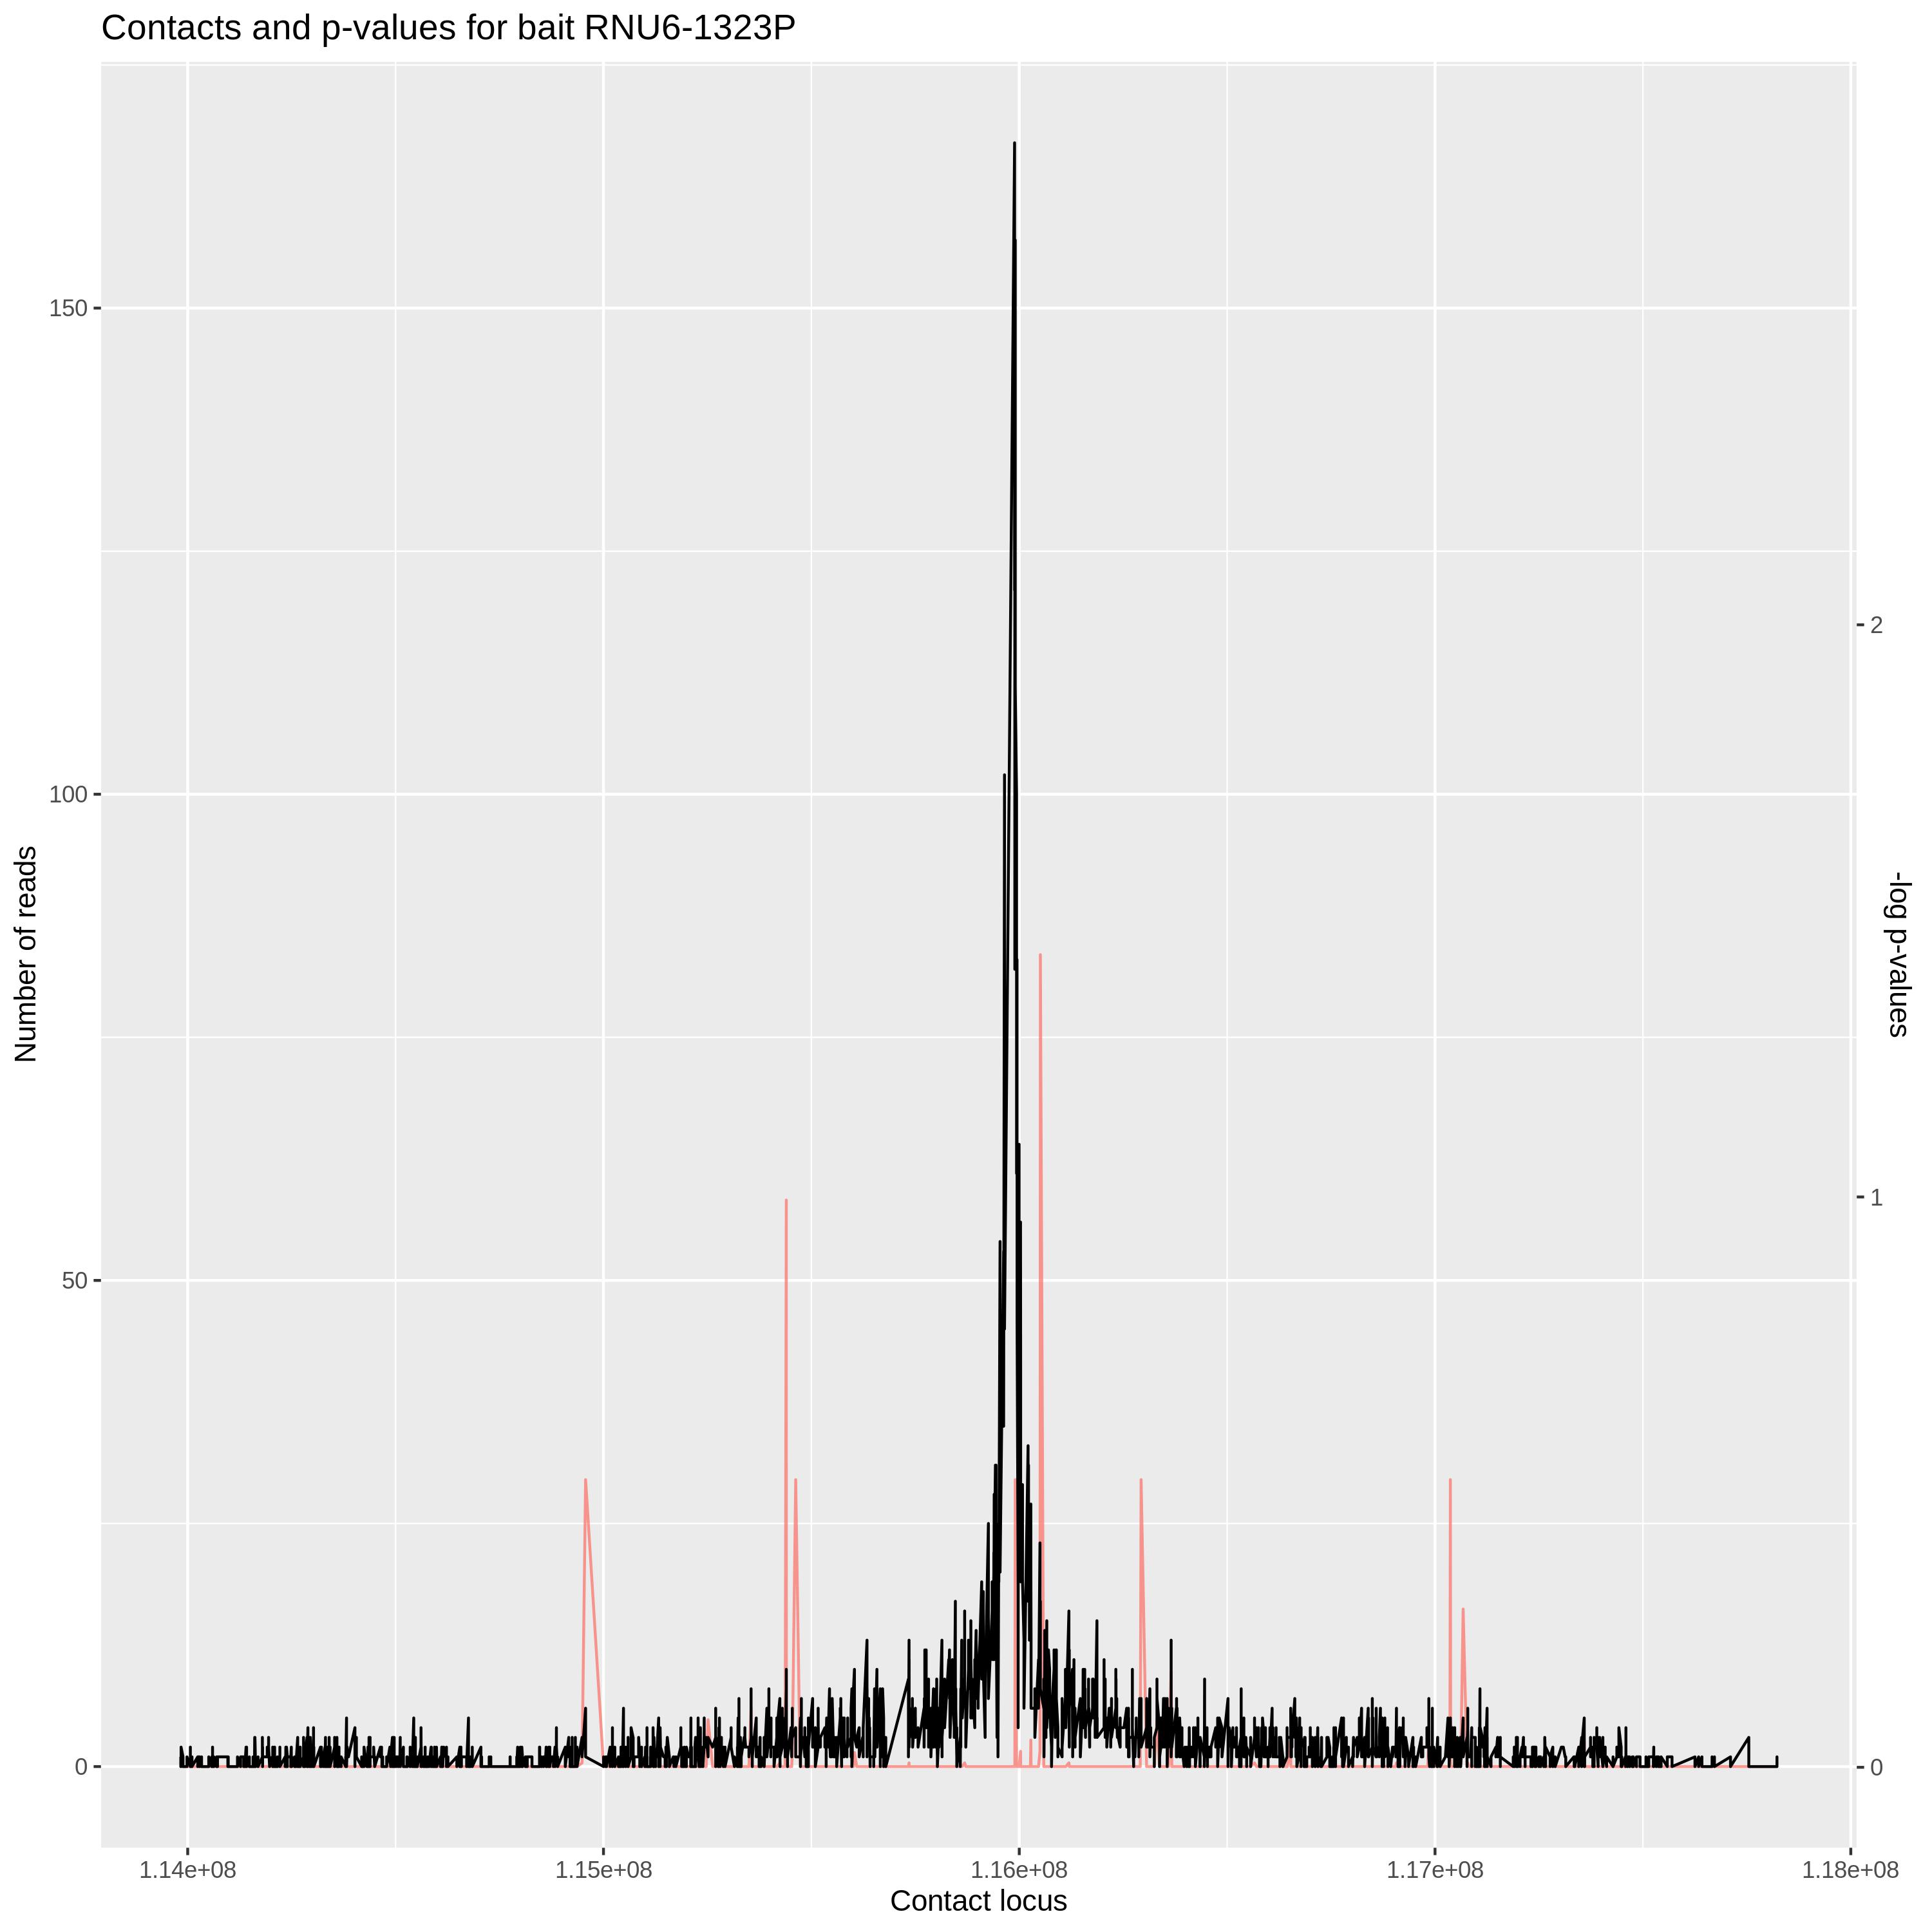 Contacts and p-values for bait RNU6-1323P
Number of reads
150
100
50
0
2
1
0
-log p-values
1.14e+08
1.15e+08
1.16e+08
1.17e+08
1.18e+08
Contact locus